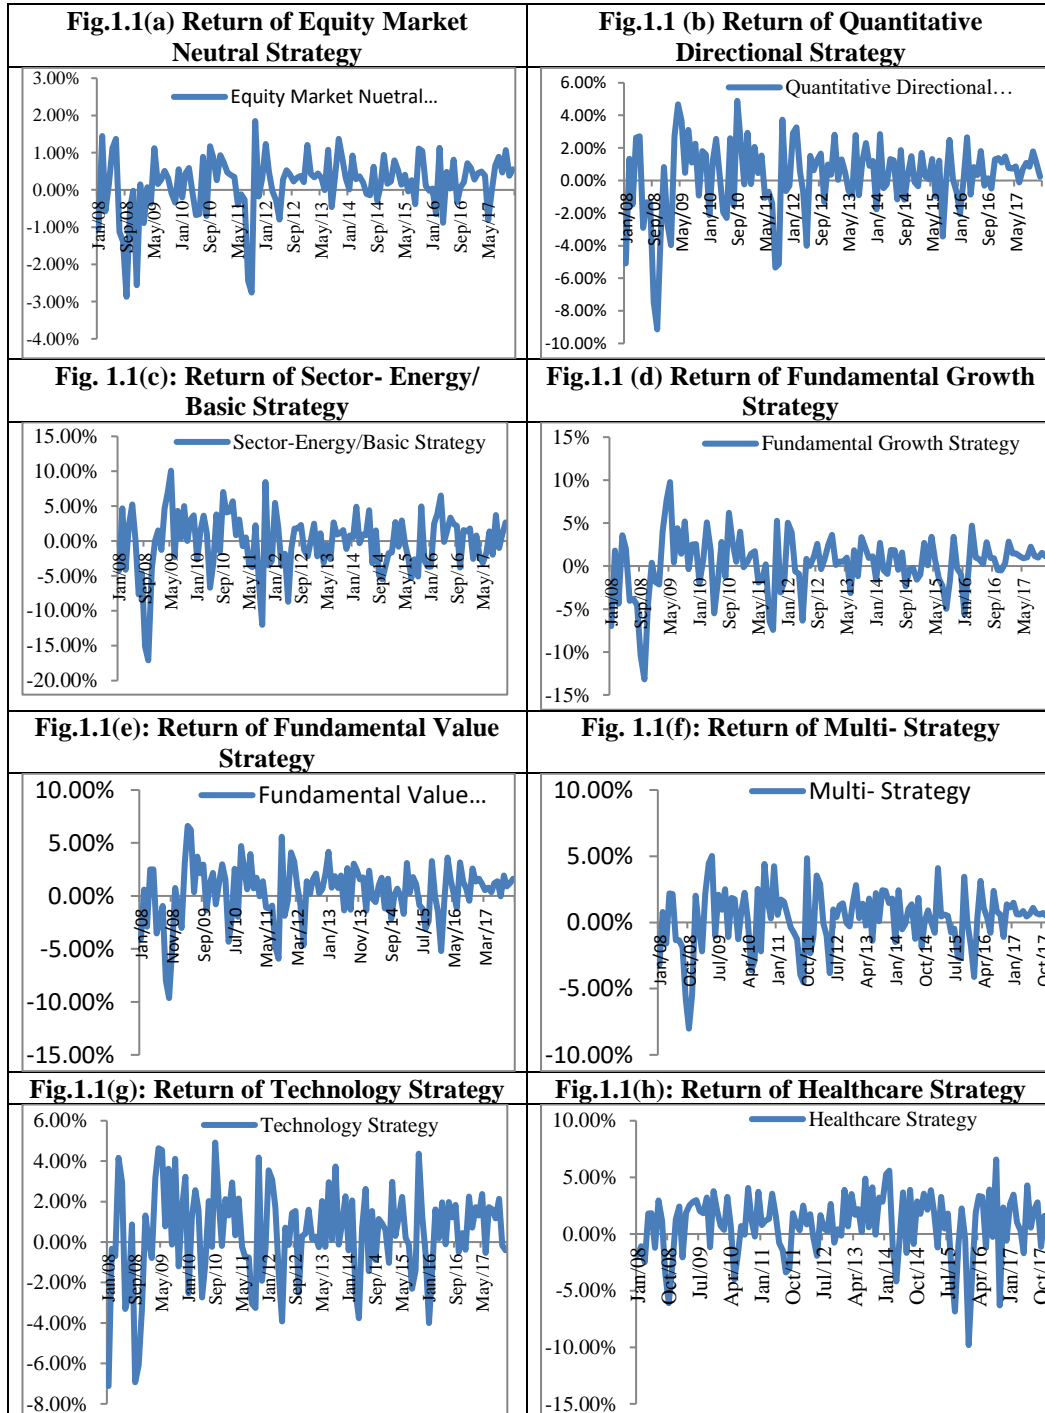 Fig.1.1(a) Return of Equity Market
Neutral Strategy
Fig.1.1 (b) Return of Quantitative
Directional Strategy
3.00%
2.00%
1.00%
0.00%
-1.00%
-2.00%
-3.00%
-4.00%
Equity Market Nuetral...
Jan/08
Sep/08
May/09
Jan/10
Sep/10
May/11
Jan/12
Sep/12
May/13
Jan/14
Sep/14
May/15
Jan/16
Sep/16
May/17
6.00%
4.00%
2.00%
0.00%
-2.00%
-4.00%
-6.00%
-8.00%
-10.00%
Quantitative Directional...
Jan/08
Sep/08
May/09
Jan/10
Sep/10
May/11
Jan/12
Sep/12
May/13
Jan/14
Sep/14
May/15
Jan/16
Sep/16
May/17
Fig. 1.1(c): Return of Sector- Energy/
Basic Strategy
Fig.1.1 (d) Return of Fundamental Growth
Strategy
15.00%
10.00%
5.00%
0.00%
-5.00%
-10.00%
-15.00%
-20.00%
Sector-Energy/Basic Strategy
Jan/08
Sep/08
May/09
Jan/10
Sep/10
May/11
Jan/12
Sep/12
May/13
Jan/14
Sep/14
May/15
Jan/16
Sep/16
May/17
15%
10%
5%
0%
-5%
-10%
-15%
Fundamental Growth Strategy
Jan/08
Sep/08
May/09
Jan/10
Sep/10
May/11
Jan/12
Sep/12
May/13
Jan/14
Sep/14
May/15
Jan/16
Sep/16
May/17
Fig.1.1(e): Return of Fundamental Value
Strategy
Fig. 1.1(f): Return of Multi- Strategy
10.00%
5.00%
0.00%
-5.00%
-10.00%
-15.00%
Fundamental Value...
Jan/08
Nov/08
Sep/09
Jul/10
May/11
Mar/12
Jan/13
Nov/13
Sep/14
Jul/15
May/16
Mar/17
10.00%
5.00%
0.00%
-5.00%
-10.00%
Multi- Strategy
Jan/08
Oct/08
Jul/09
Apr/10
Jan/11
Oct/11
Jul/12
Apr/13
Jan/14
Oct/14
Jul/15
Apr/16
Jan/17
Oct/17
Fig.1.1(g): Return of Technology Strategy
Fig.1.1(h): Return of Healthcare Strategy
6.00%
4.00%
2.00%
0.00%
-2.00%
-4.00%
-6.00%
-8.00%
Technology Strategy
Jan/08
Sep/08
May/09
Jan/10
Sep/10
May/11
Jan/12
Sep/12
May/13
Jan/14
Sep/14
May/15
Jan/16
Sep/16
May/17
10.00%
5.00%
0.00%
-5.00%
-10.00%
-15.00%
Healthcare Strategy
Jan/08
Oct/08
Jul/09
Apr/10
Jan/11
Oct/11
Jul/12
Apr/13
Jan/14
Oct/14
Jul/15
Apr/16
Jan/17
Oct/17